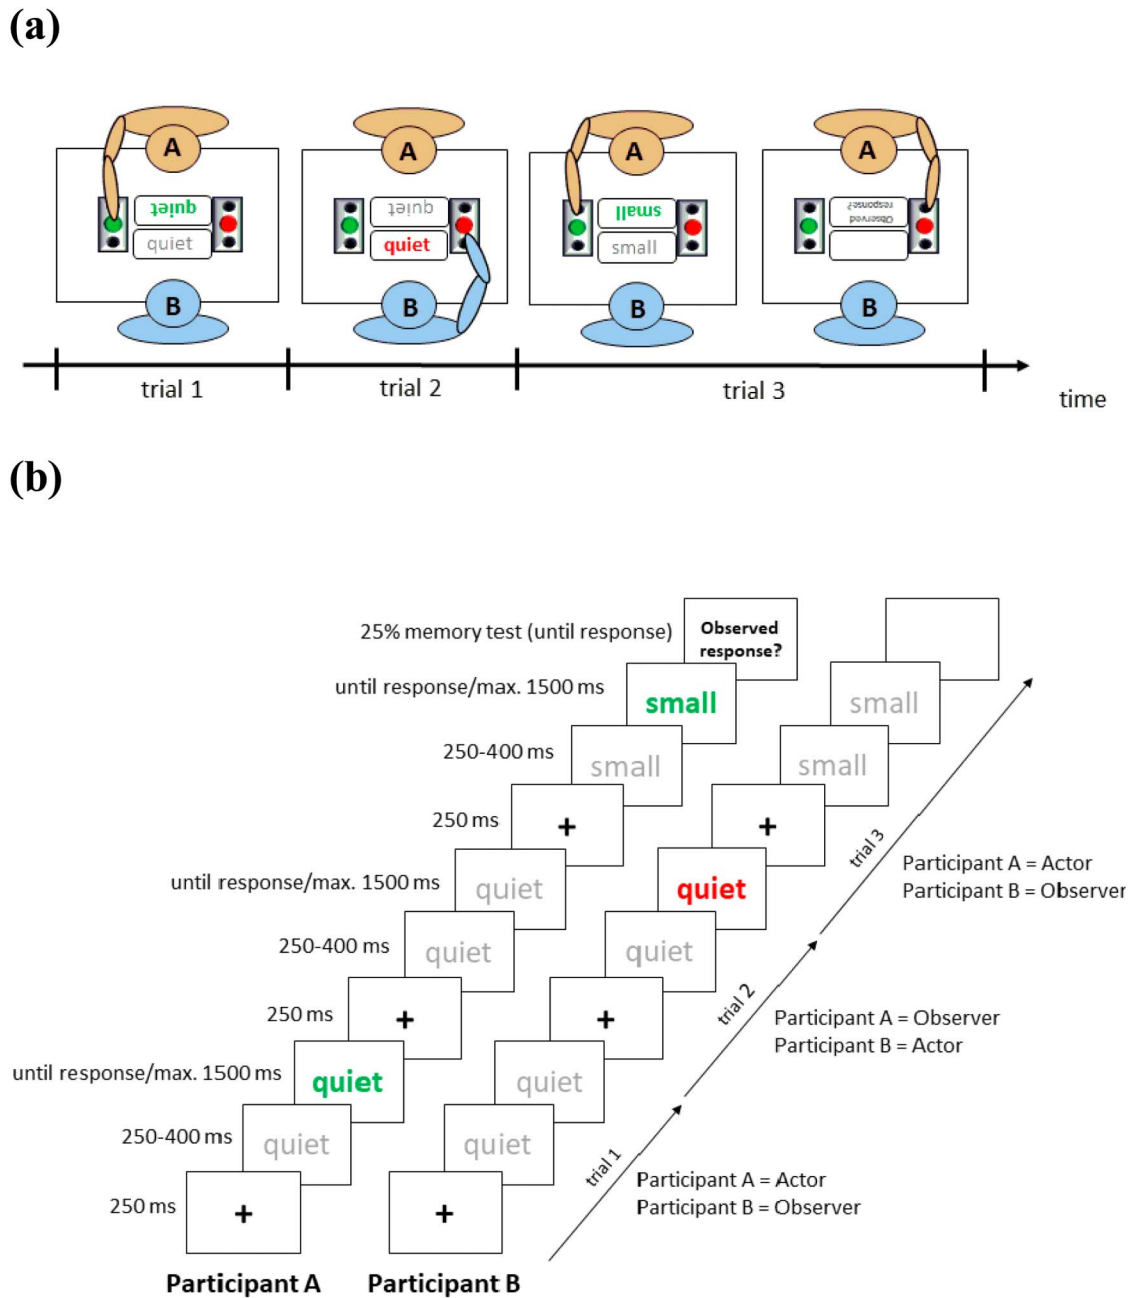 (a)
A
A
A
A
quiet
quiet
quiet
quiet
small
small
Observed
response?
B
B
B
B
trial 1
trial 2
trial 3
time
(b)
25% memory test (until response)
Observed
response?
until response/max. 1500 ms
small
small
250-400 ms
small
small
250 ms
+
+
trial 3
Participant A = Actor
Participant B = Observer
until response/max. 1500 ms
quiet
quiet
250-400 ms
quiet
quiet
250 ms
+
+
trial 2
Participant A = Observer
Participant B = Actor
until response/max. 1500 ms
quiet
quiet
250-400 ms
quiet
quiet
trial 1
Participant A = Actor
Participant B = Observer
250 ms
+
+
Participant A
Participant B